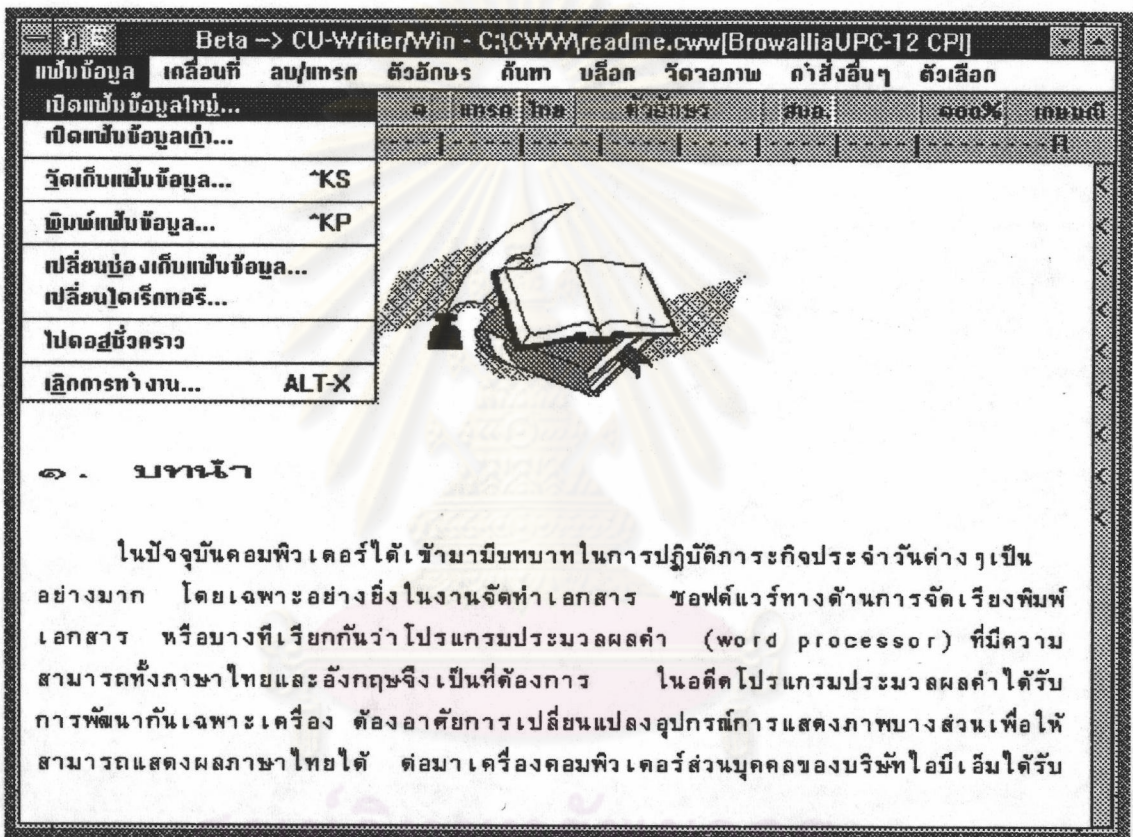 Beta –> CU-Writer/Win - C:\CWW\readme.cww[BrowalliaUPC-12 CPI]
แฟ้มข้อมูล เคลื่อนที่ ลบ/แทรก ตัวอักษร ค้นหา บล็อก จัดจอภาพ คำสั่งอื่นๆ ตัวเลือก
เปิดแฟ้มข้อมูลใหม่...
๑ แทรก ไทย ตัวอักษร สมอ. ๑๐๐% เกษมณี
เปิดแฟ้มข้อมูลเก่า...
จัดเก็บแฟ้มข้อมูล... ^KS
พิมพ์แฟ้มข้อมูล... ^KP
เปลี่ยนช่องเก็บแฟ้มข้อมูล...
เปลี่ยนไดเร็กทอรี...
ไปดอสชั่วคราว
เลิกการทำงาน... ALT-X
๑. บทนำ
ในปัจจุบันคอมพิวเตอร์ได้เข้ามามีบทบาทในการปฏิบัติภาระกิจประจำวันต่างๆเป็น
อย่างมาก โดยเฉพาะอย่างยิ่งในงานจัดทำเอกสาร ซอฟต์แวร์ทางด้านการจัดเรียงพิมพ์
เอกสาร หรือบางทีเรียกกันว่าโปรแกรมประมวลผลคำ (word processor) ที่มีความ
สามารถทั้งภาษาไทยและอังกฤษจึงเป็นที่ต้องการ ในอดีตโปรแกรมประมวลผลคำได้รับ
การพัฒนากันเฉพาะเครื่อง ต้องอาศัยการเปลี่ยนแปลงอุปกรณ์การแสดงภาพบางส่วนเพื่อให้
สามารถแสดงผลภาษาไทยได้ ต่อมาเครื่องคอมพิวเตอร์ส่วนบุคคลของบริษัทไอบีเอ็มได้รับ